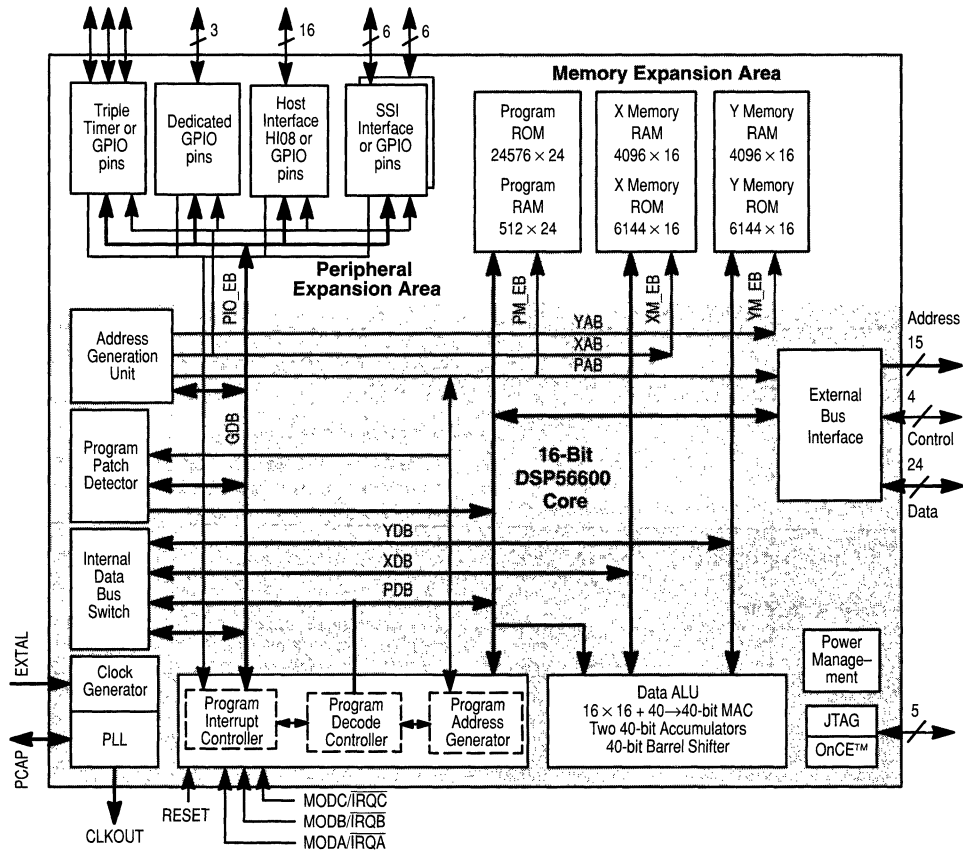 3
16
6
6
Memory Expansion Area
Triple
Timer or
GPIO
pins
Dedicated
GPIO
pins
Host
Interface
HI08 or
GPIO
pins
SSI
Interface
or GPIO
pins
Program
ROM
24576 × 24
Program
RAM
512 × 24
X Memory
RAM
4096 × 16
X Memory
ROM
6144 × 16
Y Memory
RAM
4096 × 16
Y Memory
ROM
6144 × 16
Peripheral
Expansion Area
PIO_EB
PM_EB
XM_EB
YM_EB
Address
Generation
Unit
YAB
XAB
PAB
External
Bus
Interface
Address
15
4
Control
24
Data
GDB
Program
Patch
Detector
16-Bit
DSP56600
Core
Internal
Data
Bus
Switch
YDB
XDB
PDB
EXTAL
PCAP
Clock
Generator
PLL
Program
Interrupt
Controller
Program
Decode
Controller
Program
Address
Generator
Data ALU
16 × 16 + 40→40-bit MAC
Two 40-bit Accumulators
40-bit Barrel Shifter
Power
Manage-
ment
JTAG
OnCE™
5
CLKOUT
RESET
MODC/IRQC
MODB/IRQB
MODA/IRQA